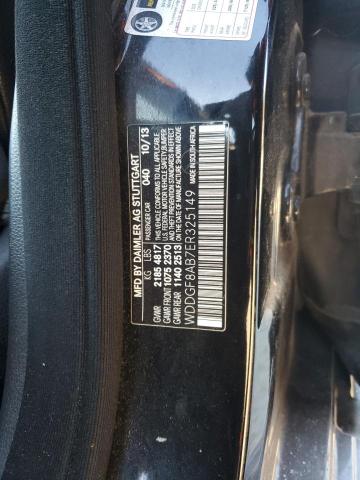 MFD BY DAIMLER AG STUTTGART
PASSENGER CAR 040 10/13
KG LBS
GVWR 2185 4817
GAWR FRONT 1075 2370
GAWR REAR 1140 2513
THIS VEHICLE CONFORMS TO ALL APPLICABLE
U.S. FEDERAL MOTOR VEHICLE SAFETY/BUMPER
AND THEFT PREVENTION STANDARDS IN EFFECT
ON THE DATE OF MANUFACTURE SHOWN ABOVE.
MADE IN SOUTH AFRICA
WDDGF8AB7ER325149